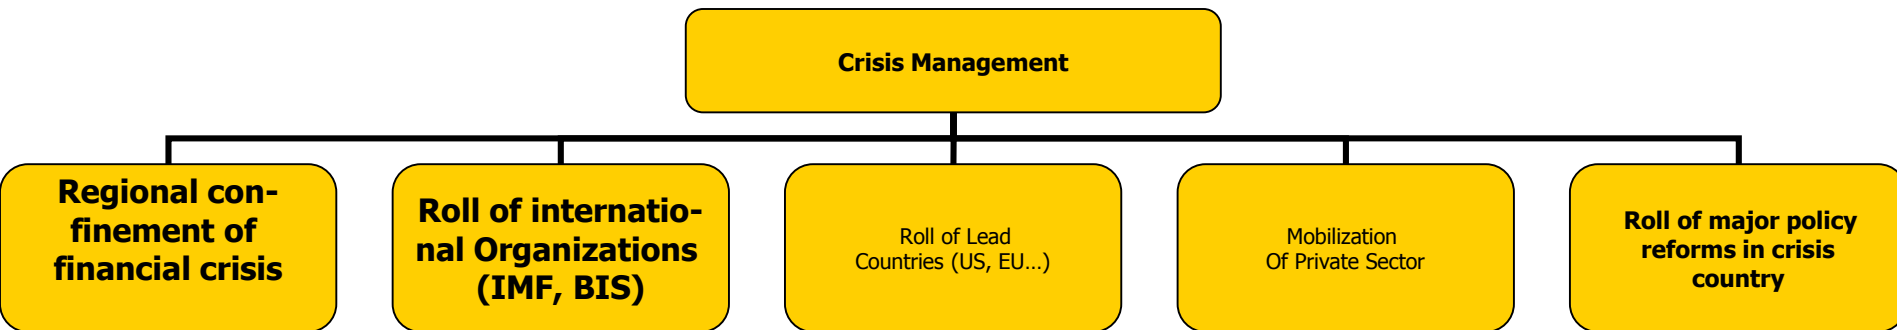 Crisis Management
Regional con-
finement of
financial crisis
Roll of internatio-
nal Organizations
(IMF, BIS)
Roll of Lead
Countries (US, EU…)
Mobilization
Of Private Sector
Roll of major policy
reforms in crisis
country